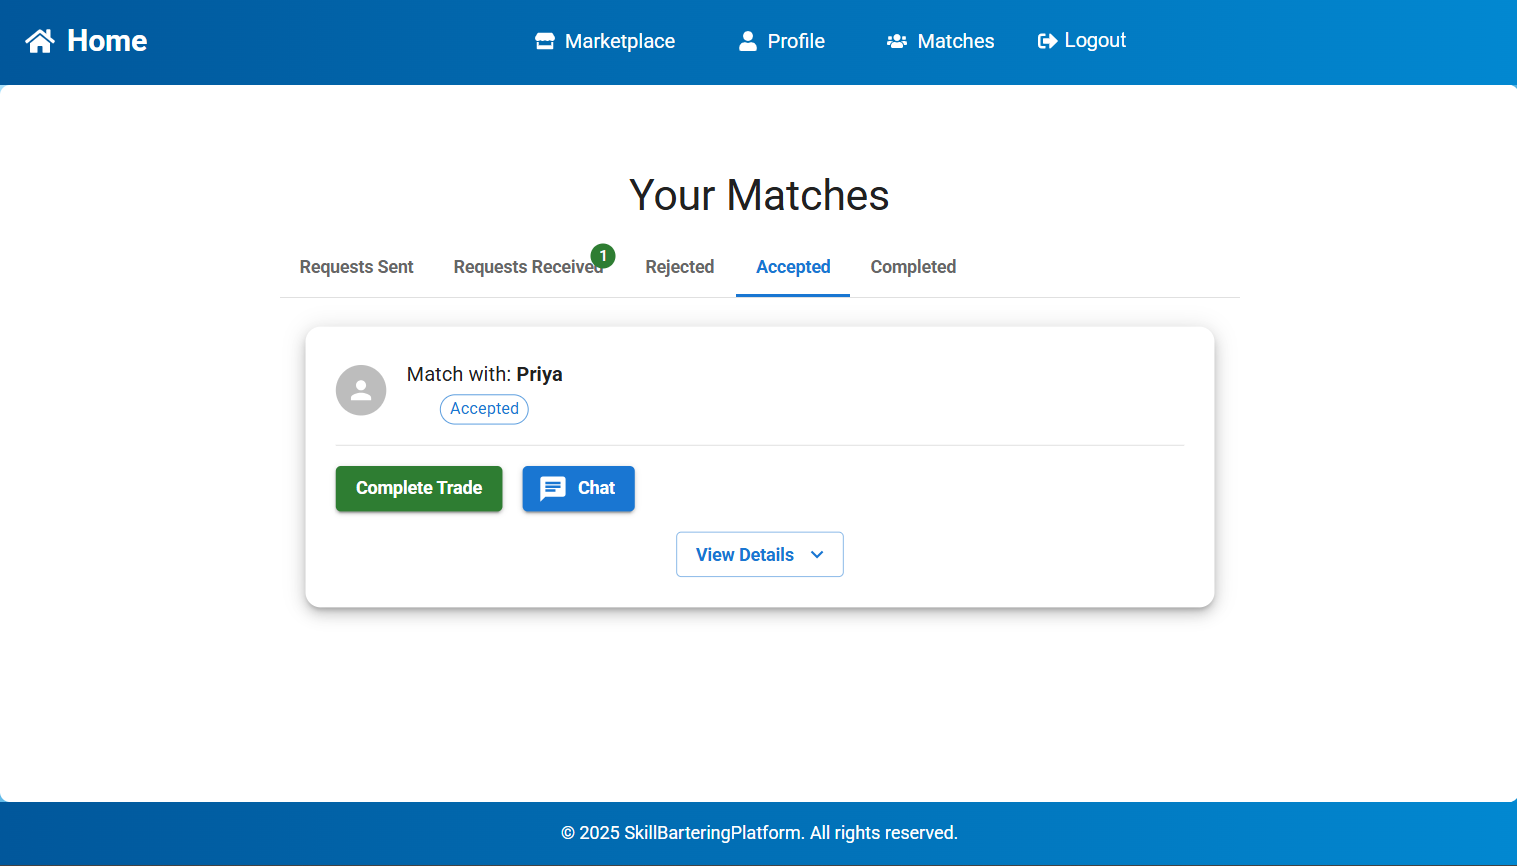 Home Marketplace Profile Matches Logout
Your Matches
Requests Sent Requests Received 1 Rejected Accepted Completed
Match with: Priya
Accepted
Complete Trade Chat
View Details
© 2025 SkillBarteringPlatform. All rights reserved.